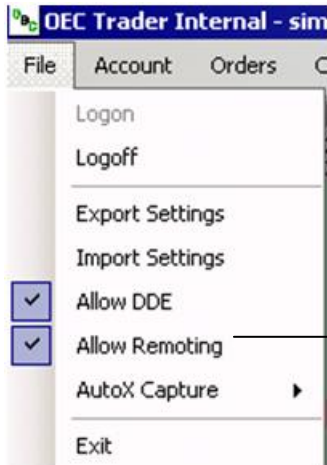 OEC Trader Internal - sim
File Account Orders
Logon
Logoff
Export Settings
Import Settings
Allow DDE
Allow Remoting
AutoX Capture
Exit